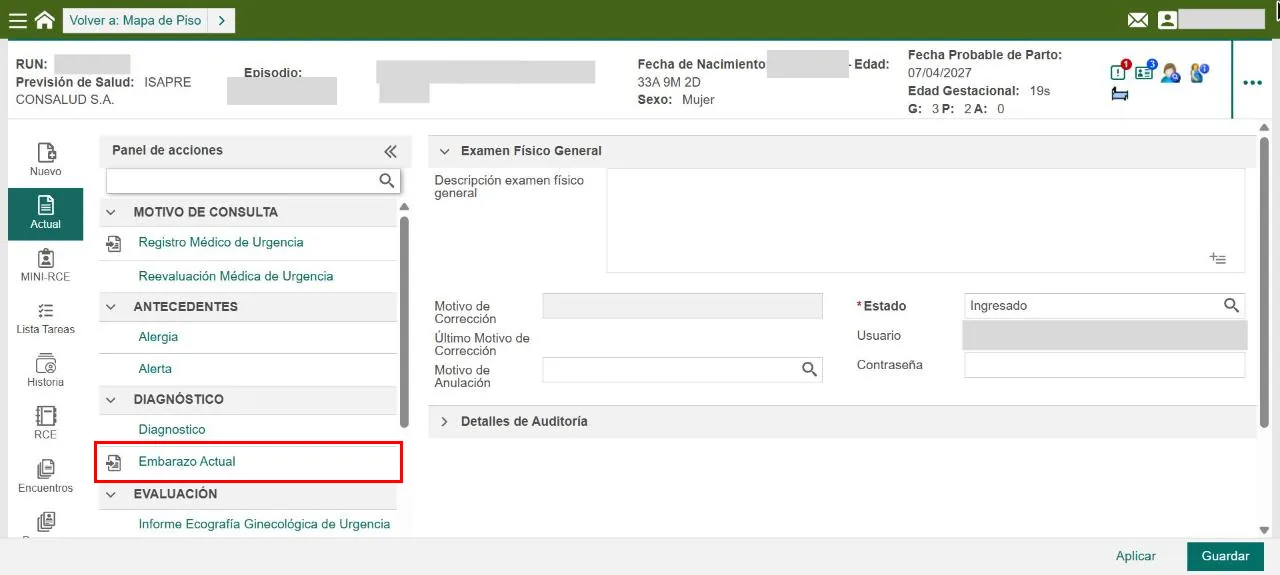 Volver a: Mapa de Piso
RUN:
Previsión de Salud: ISAPRE
CONSALUD S.A.
Episodio:
Fecha de Nacimiento - Edad:
33A 9M 2D
Sexo: Mujer
Fecha Probable de Parto:
07/04/2027
Edad Gestacional: 19s
G: 3 P: 2 A: 0
1
3
Nuevo
Actual
MINI-RCE
Lista Tareas
Historia
RCE
Encuentros
Panel de acciones
MOTIVO DE CONSULTA
Registro Médico de Urgencia
Reevaluación Médica de Urgencia
ANTECEDENTES
Alergia
Alerta
DIAGNÓSTICO
Diagnostico
Embarazo Actual
EVALUACIÓN
Informe Ecografía Ginecológica de Urgencia
Examen Físico General
Descripción examen físico
general
Motivo de
Corrección
Último Motivo de
Corrección
Motivo de
Anulación
* Estado
Ingresado
Usuario
Contraseña
Detalles de Auditoría
Aplicar
Guardar